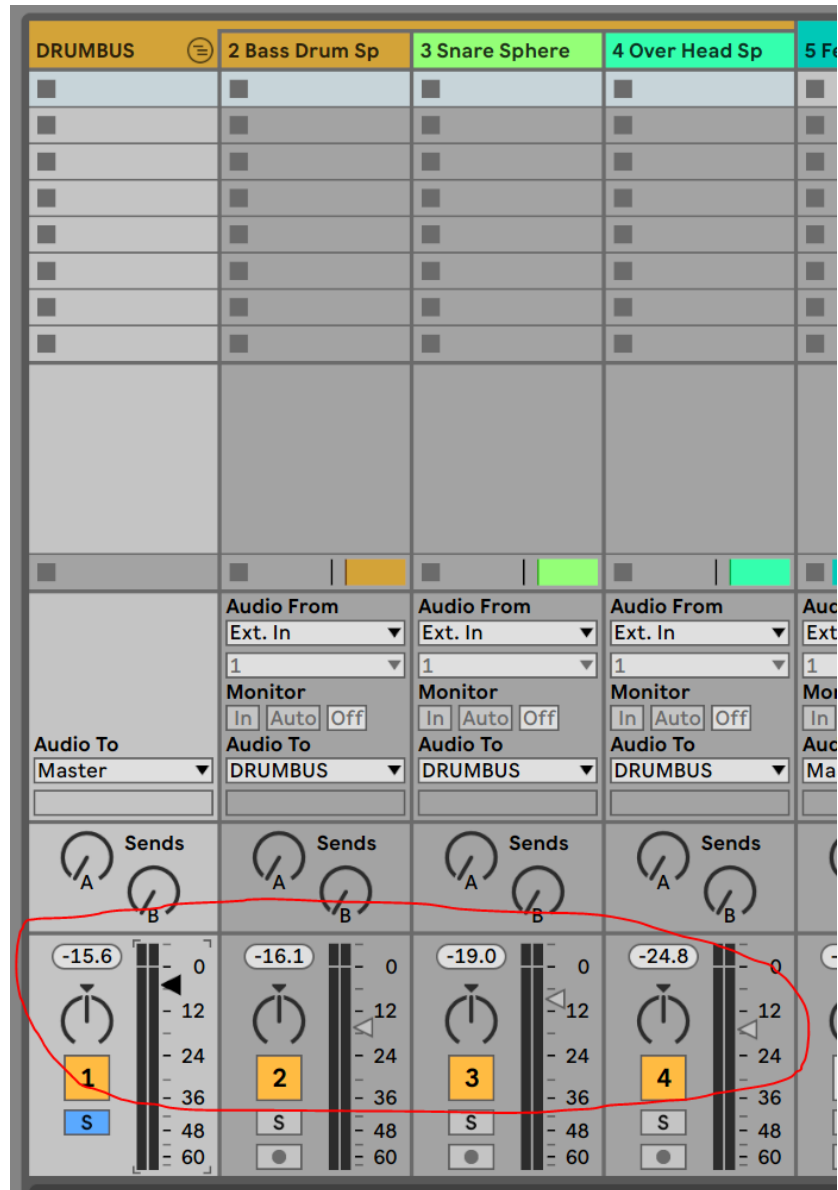 DRUMBUS 2 Bass Drum Sp 3 Snare Sphere 4 Over Head Sp 5 Fe
Audio From Audio From Audio From Aud
Ext. In Ext. In Ext. In Ext
1 1 1 1
Monitor Monitor Monitor Mon
In Auto Off In Auto Off In Auto Off In
Audio To Audio To Audio To Audio To Aud
Master DRUMBUS DRUMBUS DRUMBUS Ma
Sends Sends Sends Sends
A A A A
B B B B
-15.6 -16.1 -19.0 -24.8 -
0 0 0 0
12 12 12 12
24 24 24 24
1 2 3 4
36 36 36 36
S S S S
48 48 48 48
60 60 60 60